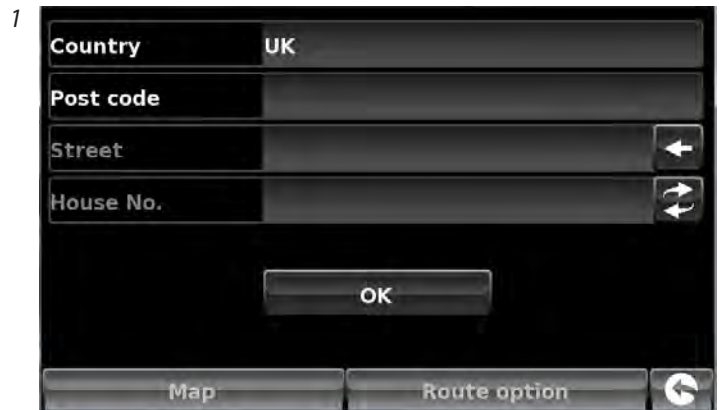 1
Country UK
Post code
Street
House No.
OK
Map Route option